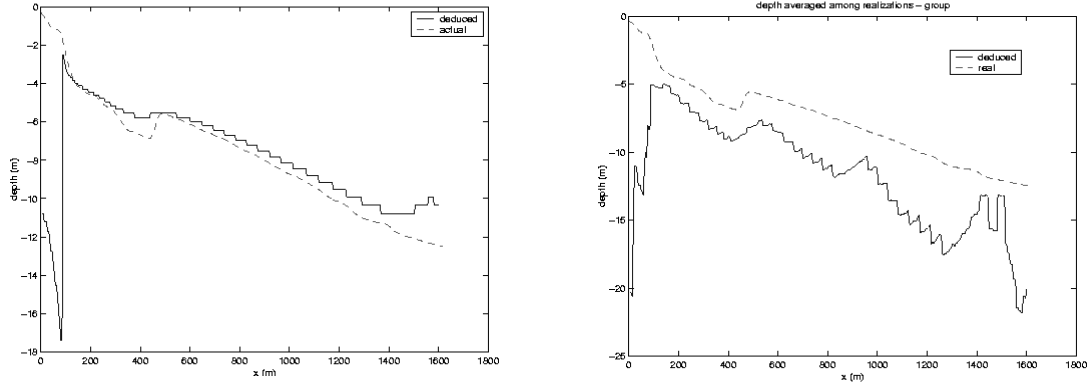 0
−2
−4
−6
−8
−10
−12
−14
−16
−18
depth [m]
0 200 400 600 800 1000 1200 1400 1600 1800
x [m]
deduced
actual
depth averaged among realizations – group
0
−5
−10
−15
−20
−25
depth [m]
0 200 400 600 800 1000 1200 1400 1600 1800
x [m]
deduced
real